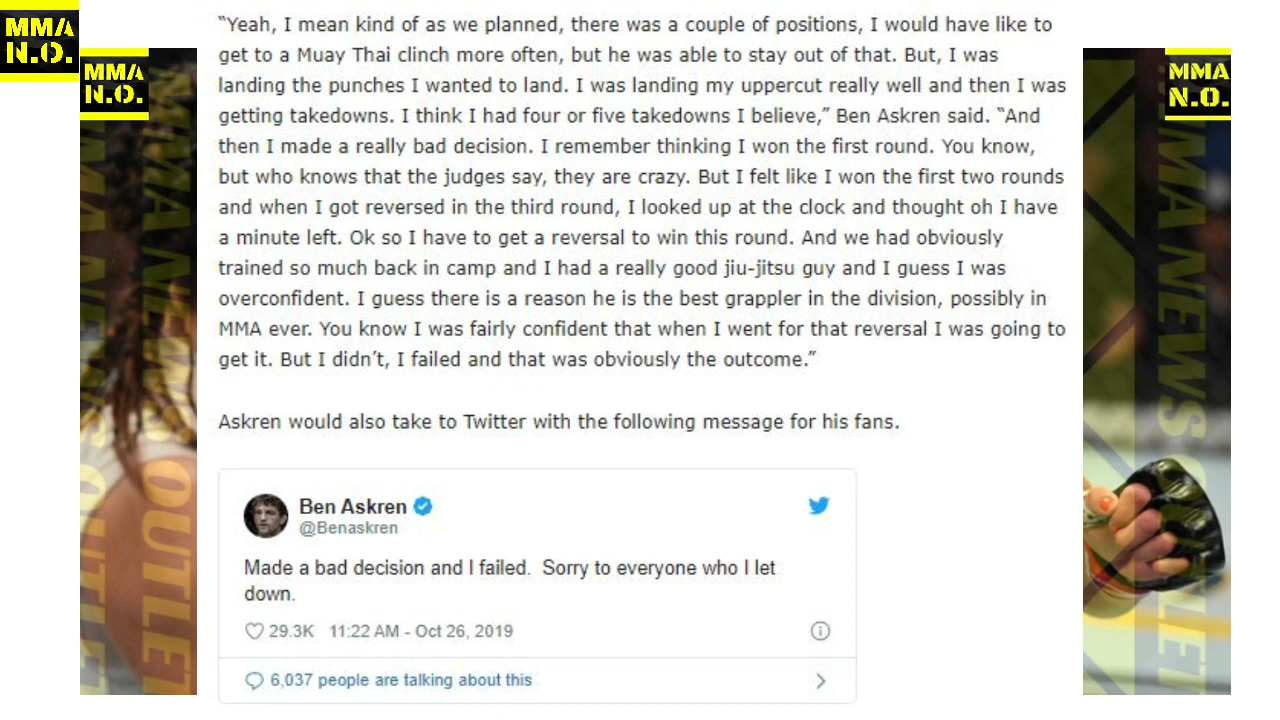 MMA
N.O.
MMA
N.O.
MMA
N.O.
“Yeah, I mean kind of as we planned, there was a couple of positions, I would have like to
get to a Muay Thai clinch more often, but he was able to stay out of that. But, I was
landing the punches I wanted to land. I was landing my uppercut really well and then I was
getting takedowns. I think I had four or five takedowns I believe,” Ben Askren said. “And
then I made a really bad decision. I remember thinking I won the first round. You know,
but who knows that the judges say, they are crazy. But I felt like I won the first two rounds
and when I got reversed in the third round, I looked up at the clock and thought oh I have
a minute left. Ok so I have to get a reversal to win this round. And we had obviously
trained so much back in camp and I had a really good jiu-jitsu guy and I guess I was
overconfident. I guess there is a reason he is the best grappler in the division, possibly in
MMA ever. You know I was fairly confident that when I went for that reversal I was going to
get it. But I didn’t, I failed and that was obviously the outcome.”
Askren would also take to Twitter with the following message for his fans.
Ben Askren
@Benaskren
Made a bad decision and I failed.  Sorry to everyone who I let
down.
29.3K 11:22 AM - Oct 26, 2019
6,037 people are talking about this
MMA NEWS OUTLET
MMA NEWS OUTLET
MMA NEWS OUTLET